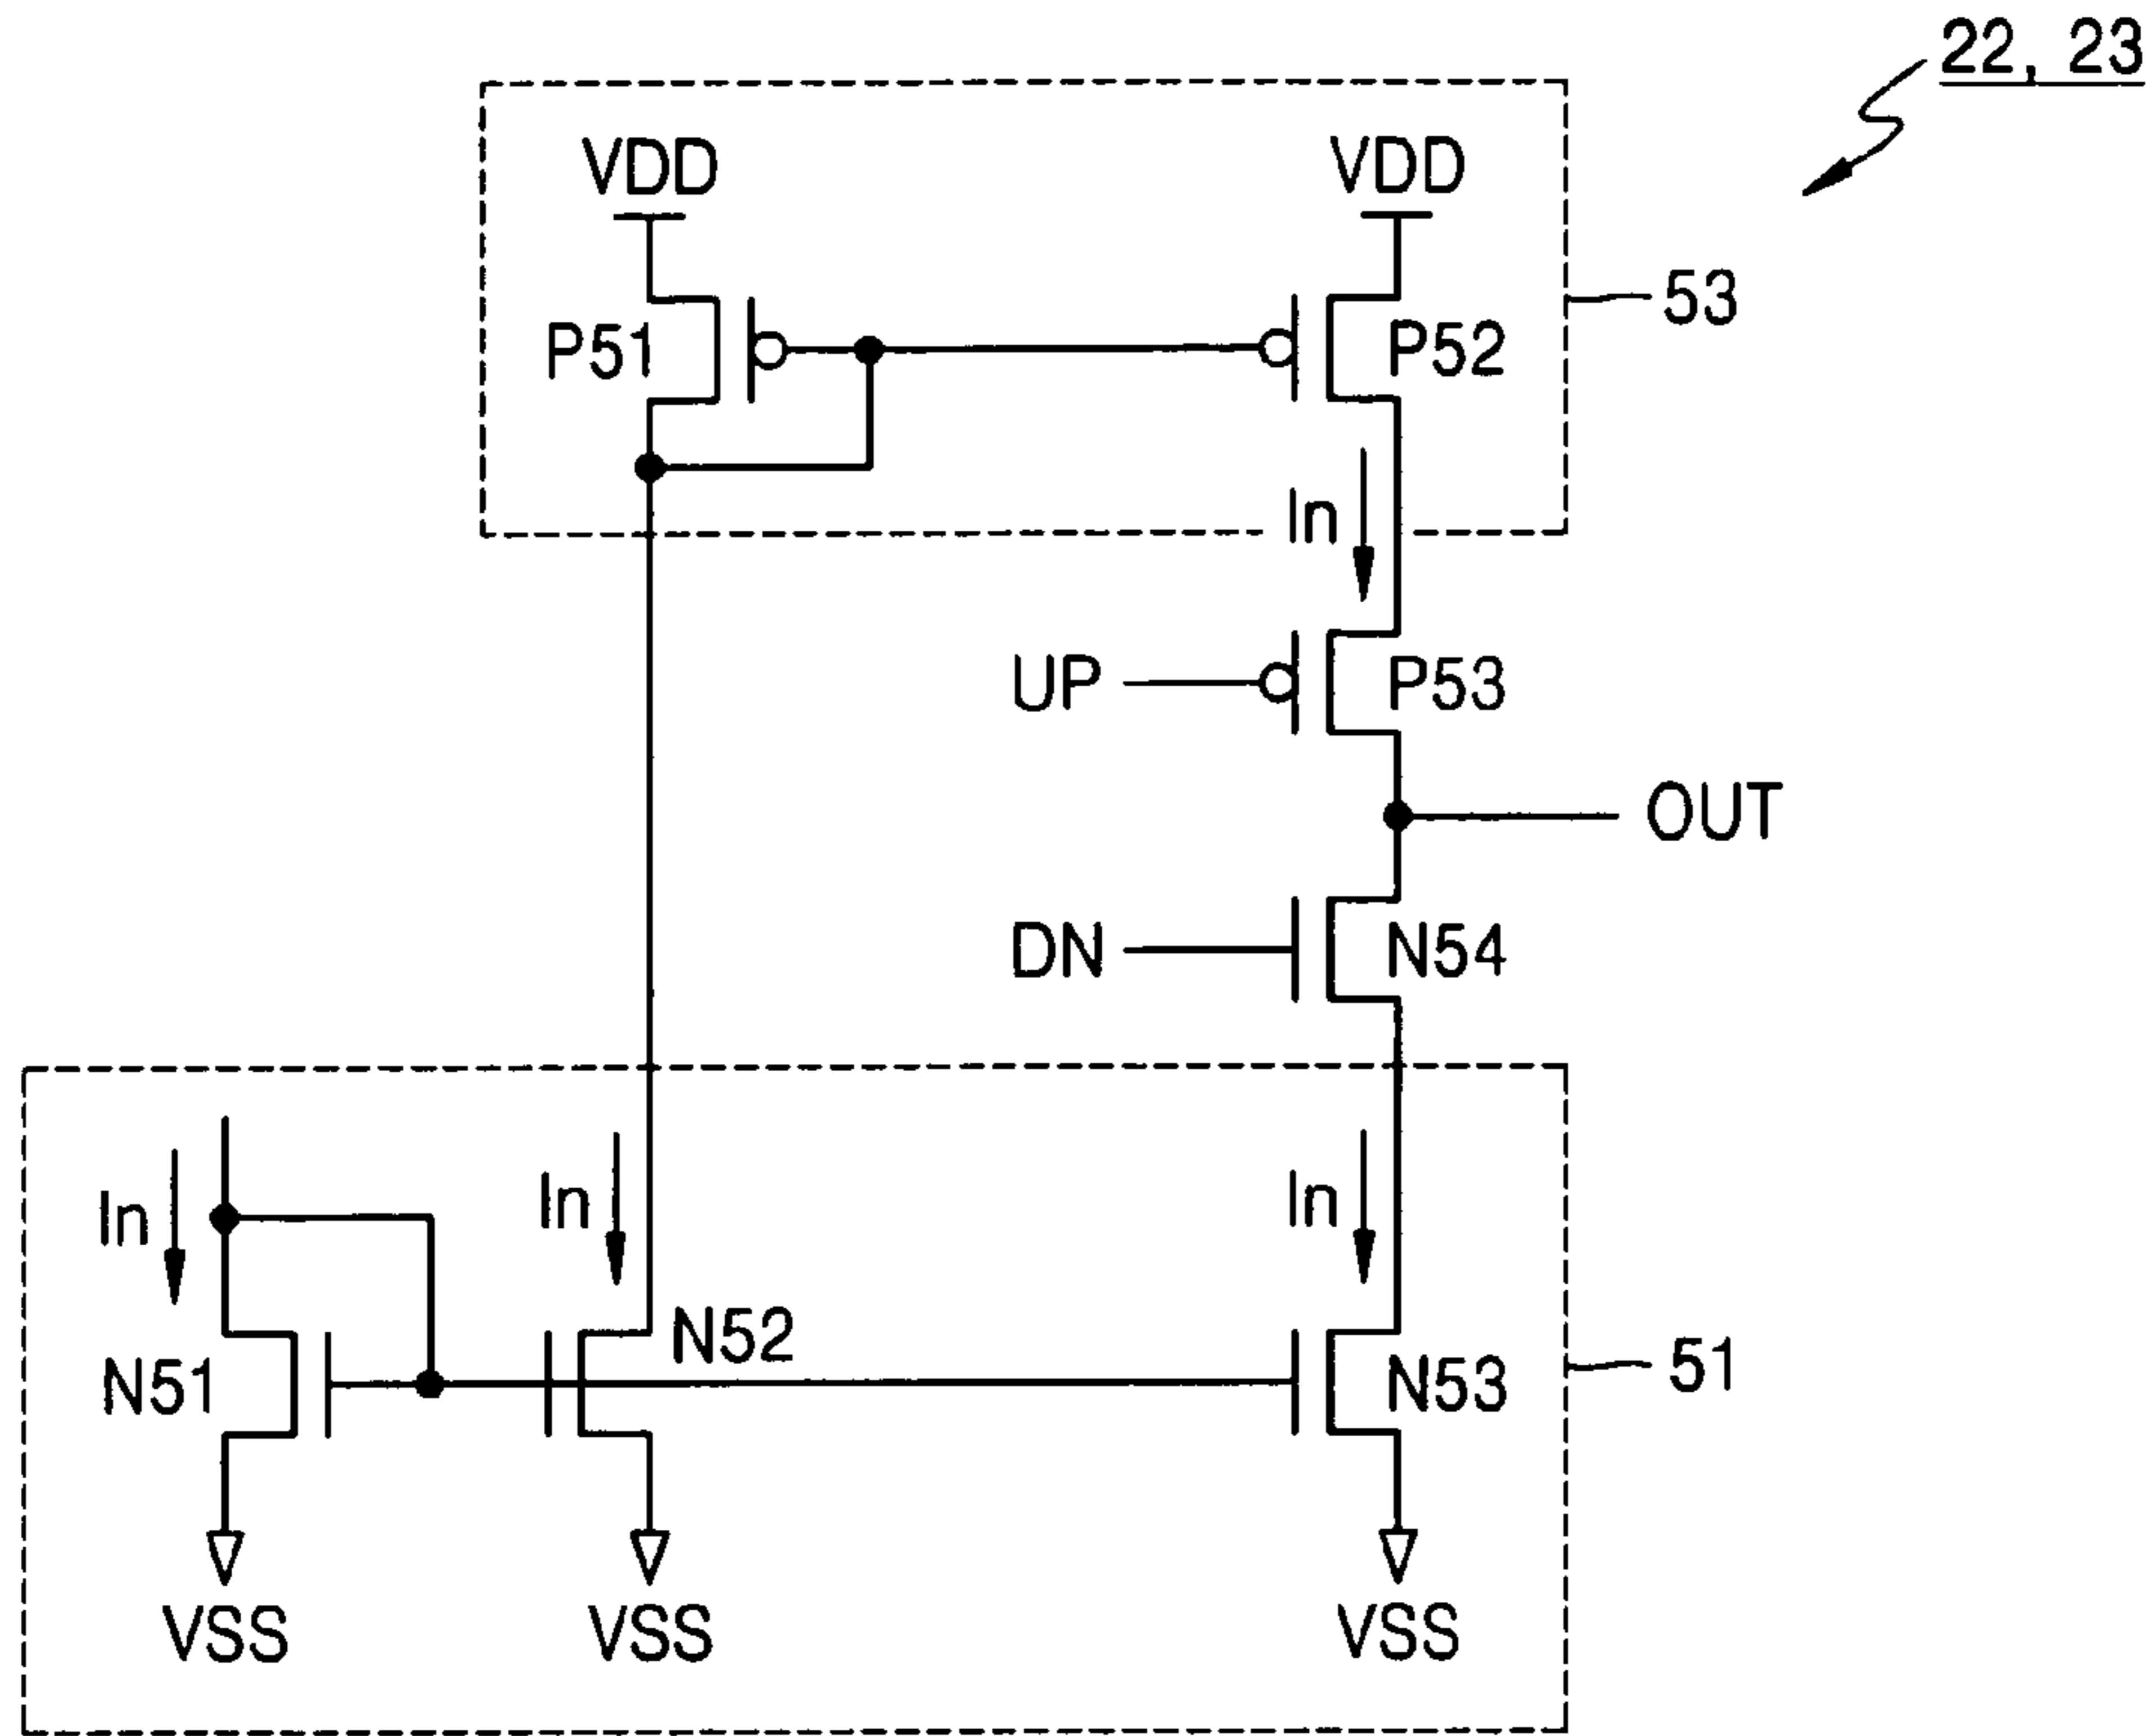 22, 23
VDD
VDD
53
P51
P52
In
UP
P53
OUT
DN
N54
In
In
In
N52
N51
N53
51
VSS
VSS
VSS